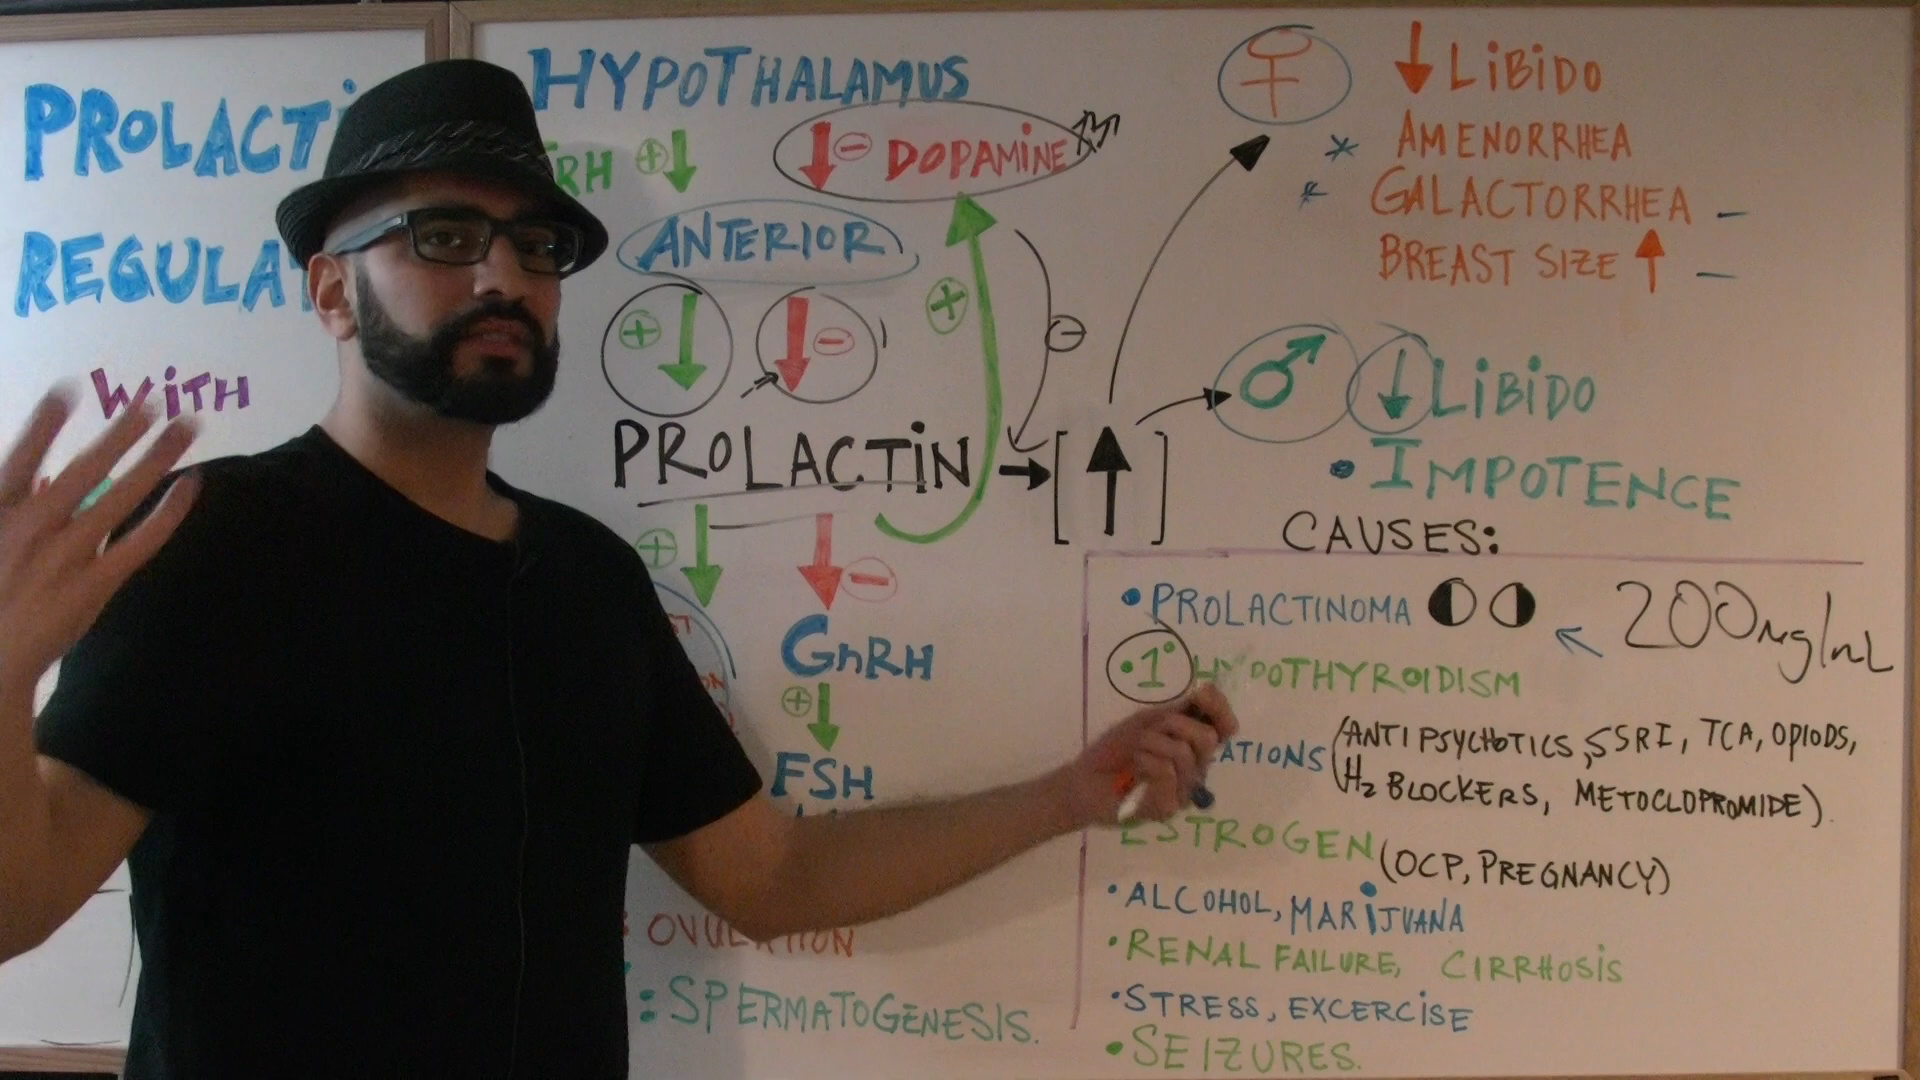 PROLACTI
REGULAT
WITH
HYPOTHALAMUS
RH + ↓
↓ - DOPAMINE
ANTERIOR
+ ↓ ↓ -
+
-
PROLACTIN → [↑]
+ ↓ ↓ -
GnRH
+ ↓
FSH
: OVULATION
: SPERMATOGENESIS.
♀ ↓ LIBIDO
* AMENORRHEA
* GALACTORRHEA -
BREAST SIZE ↑ -
♂ ↓ LIBIDO
• IMPOTENCE
CAUSES:
• PROLACTINOMA ← 200ng/mL
• 1° HYPOTHYROIDISM
ATIONS (ANTIPSYCHOTICS, SSRI, TCA, OPIODS,
H2 BLOCKERS, METOCLOPROMIDE).
ESTROGEN (OCP, PREGNANCY)
• ALCOHOL, MARIJUANA
• RENAL FAILURE, CIRRHOSIS
• STRESS, EXCERCISE
• SEIZURES.